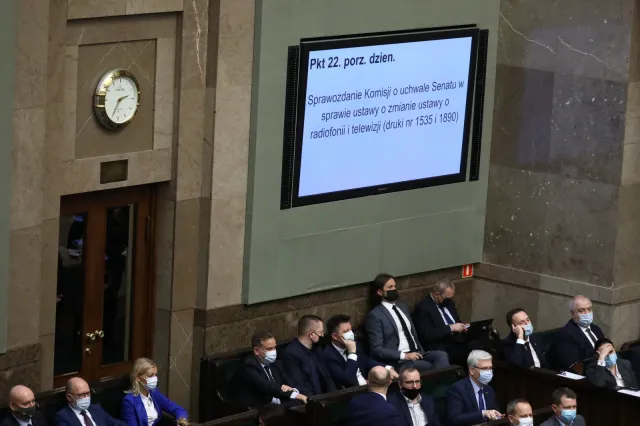 Pkt 22. porz. dzien.
Sprawozdanie Komisji o uchwale Senatu w
sprawie ustawy o zmianie ustawy o
radiofonii i telewizji (druki nr 1535 i 1890)